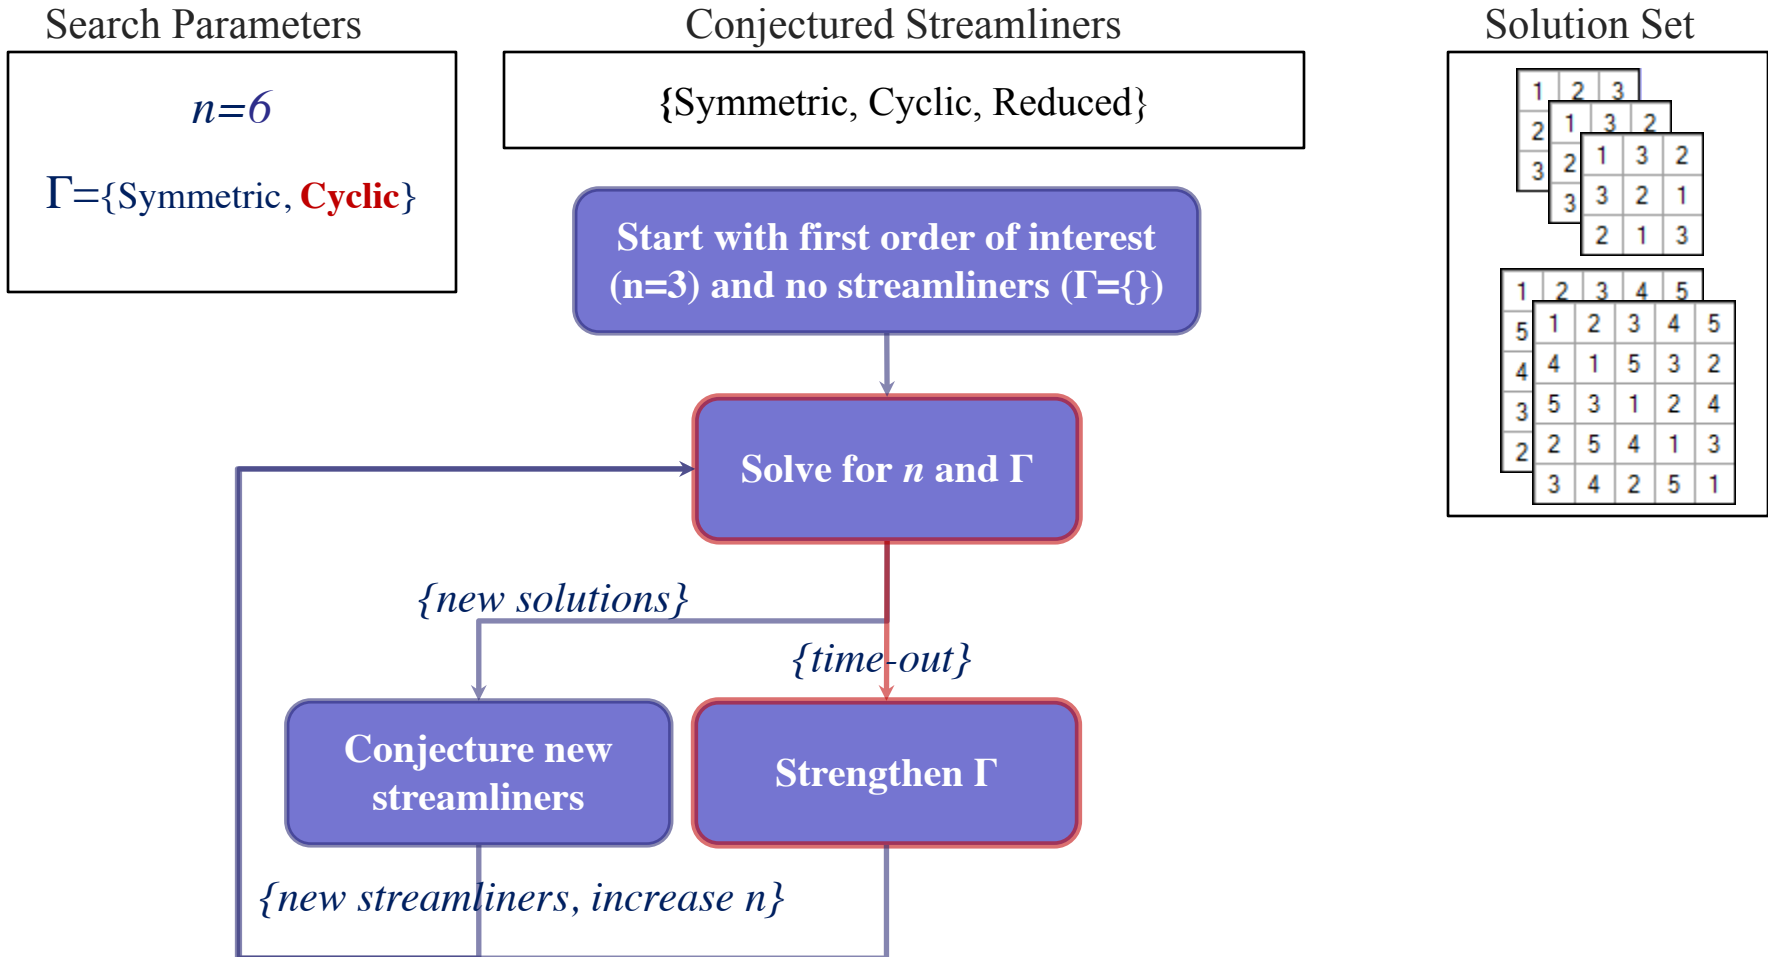 Search Parameters
n=6
Γ={Symmetric, Cyclic}
Conjectured Streamliners
{Symmetric, Cyclic, Reduced}
Start with first order of interest
(n=3) and no streamliners (Γ={})
Solve for n and Γ
{new solutions}
{time-out}
Conjecture new
streamliners
Strengthen Γ
{new streamliners, increase n}
Solution Set
1 2 3
2
3
1 3 2
2
3
1 3 2
3 2 1
2 1 3
1 2 3 4 5
5
4
3
2
1 2 3 4 5
4 1 5 3 2
5 3 1 2 4
2 5 4 1 3
3 4 2 5 1